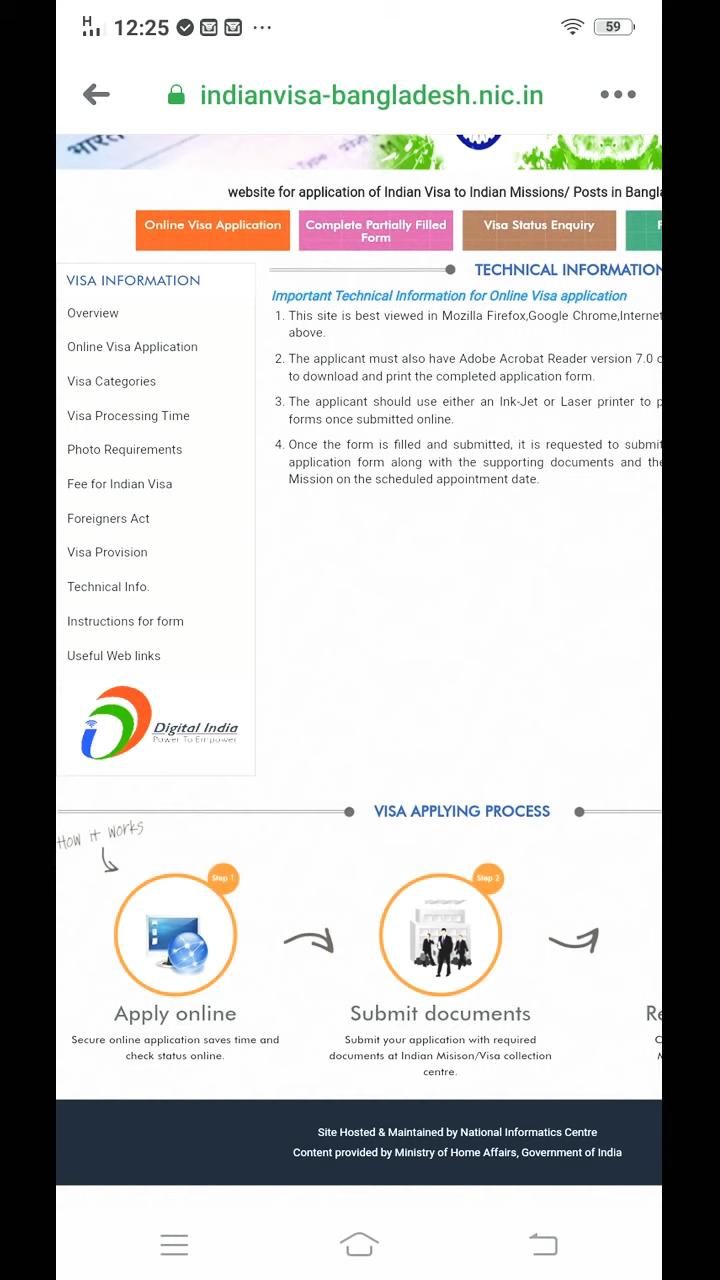 H
12:25
59
indianvisa-bangladesh.nic.in
भारत
website for application of Indian Visa to Indian Missions/ Posts in Bangla
Online Visa Application
Complete Partially Filled
Form
Visa Status Enquiry
VISA INFORMATION
Overview
Online Visa Application
Visa Categories
Visa Processing Time
Photo Requirements
Fee for Indian Visa
Foreigners Act
Visa Provision
Technical Info.
Instructions for form
Useful Web links
Digital India
Power To Empower
TECHNICAL INFORMATION
Important Technical Information for Online Visa application
1. This site is best viewed in Mozilla Firefox,Google Chrome,Internet
above.
2. The applicant must also have Adobe Acrobat Reader version 7.0 o
to download and print the completed application form.
3. The applicant should use either an Ink-Jet or Laser printer to p
forms once submitted online.
4. Once the form is filled and submitted, it is requested to submit
application form along with the supporting documents and the
Mission on the scheduled appointment date.
VISA APPLYING PROCESS
How it works
Step 1
Apply online
Secure online application saves time and
check status online.
Step 2
Submit documents
Submit your application with required
documents at Indian Misison/Visa collection
centre.
Re
Site Hosted & Maintained by National Informatics Centre
Content provided by Ministry of Home Affairs, Government of India